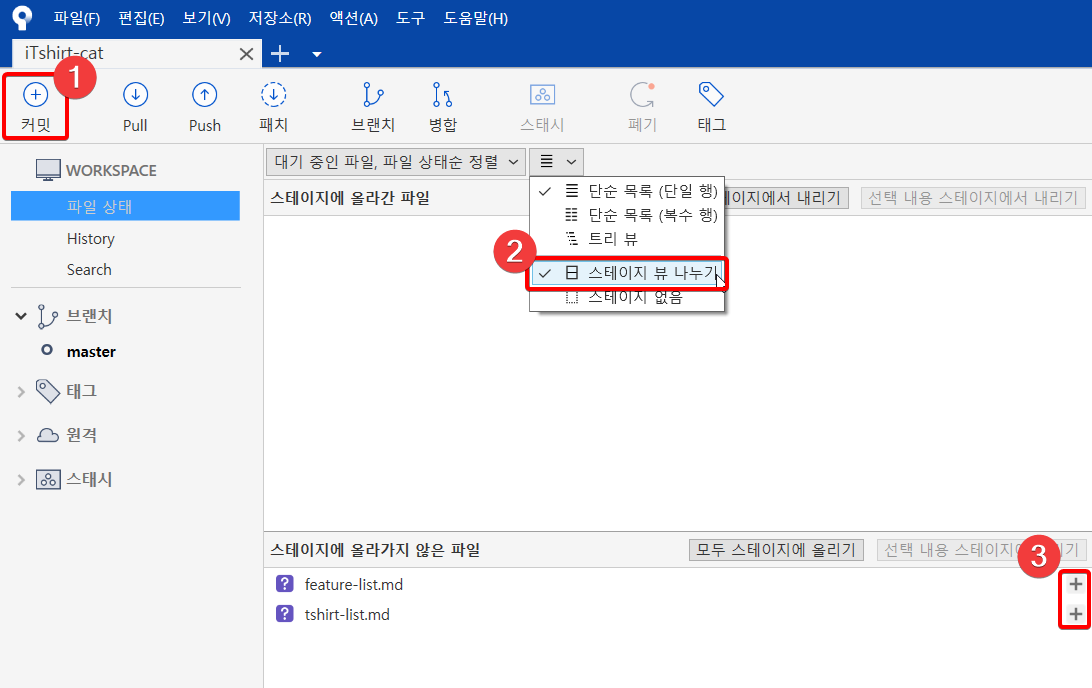 파일(F) 편집(E) 보기(V) 저장소(R) 액션(A) 도구 도움말(H)
iTshirt-cat
1
커밋 Pull Push 패치 브랜치 병합 스태시 폐기 태그
WORKSPACE
파일 상태
History
Search
브랜치
master
태그
원격
스태시
대기 중인 파일, 파일 상태순 정렬
스테이지에 올라간 파일
이지에서 내리기 선택 내용 스테이지에서 내리기
단순 목록 (단일 행)
단순 목록 (복수 행)
트리 뷰
2
스테이지 뷰 나누기
스테이지 없음
스테이지에 올라가지 않은 파일 모두 스테이지에 올리기 선택 내용 스테이지 기
3
feature-list.md
tshirt-list.md